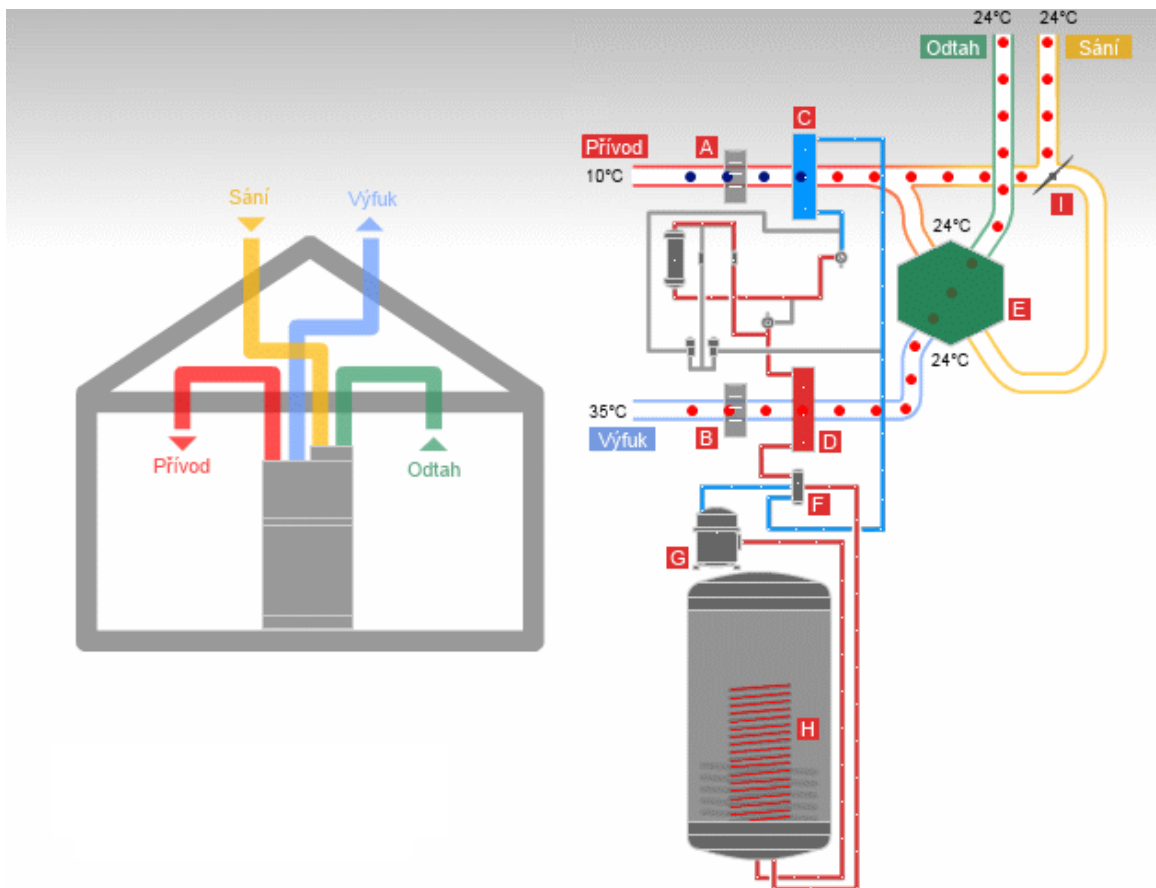 24°C
24°C
Odtah
Sání
C
Přívod
A
10°C
I
24°C
Sání
Výfuk
E
24°C
35°C
Výfuk
B
D
Přívod
Odtah
F
G
H